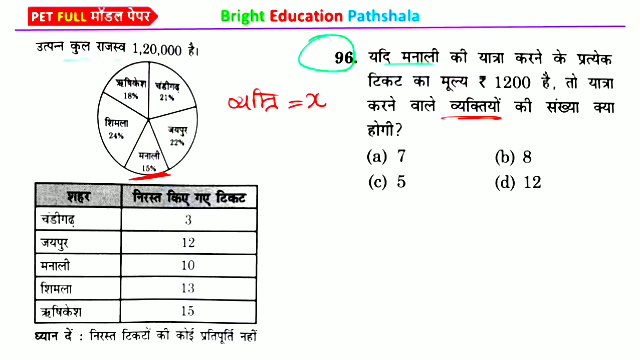 PET FULL मॉडल पेपर
Bright Education Pathshala
उत्पन्न कुल राजस्व 1,20,000 है।
ऋषिकेश 18%
चंडीगढ़ 21%
शिमला 24%
जयपुर 22%
मनाली 15%
व्यक्ति = x
96. यदि मनाली की यात्रा करने के प्रत्येक
टिकट का मूल्य ₹ 1200 है, तो यात्रा
करने वाले व्यक्तियों की संख्या क्या
होगी?
(a) 7 (b) 8
(c) 5 (d) 12
शहर निरस्त किए गए टिकट
चंडीगढ़ 3
जयपुर 12
मनाली 10
शिमला 13
ऋषिकेश 15
ध्यान दें : निरस्त टिकटों की कोई प्रतिपूर्ति नहीं